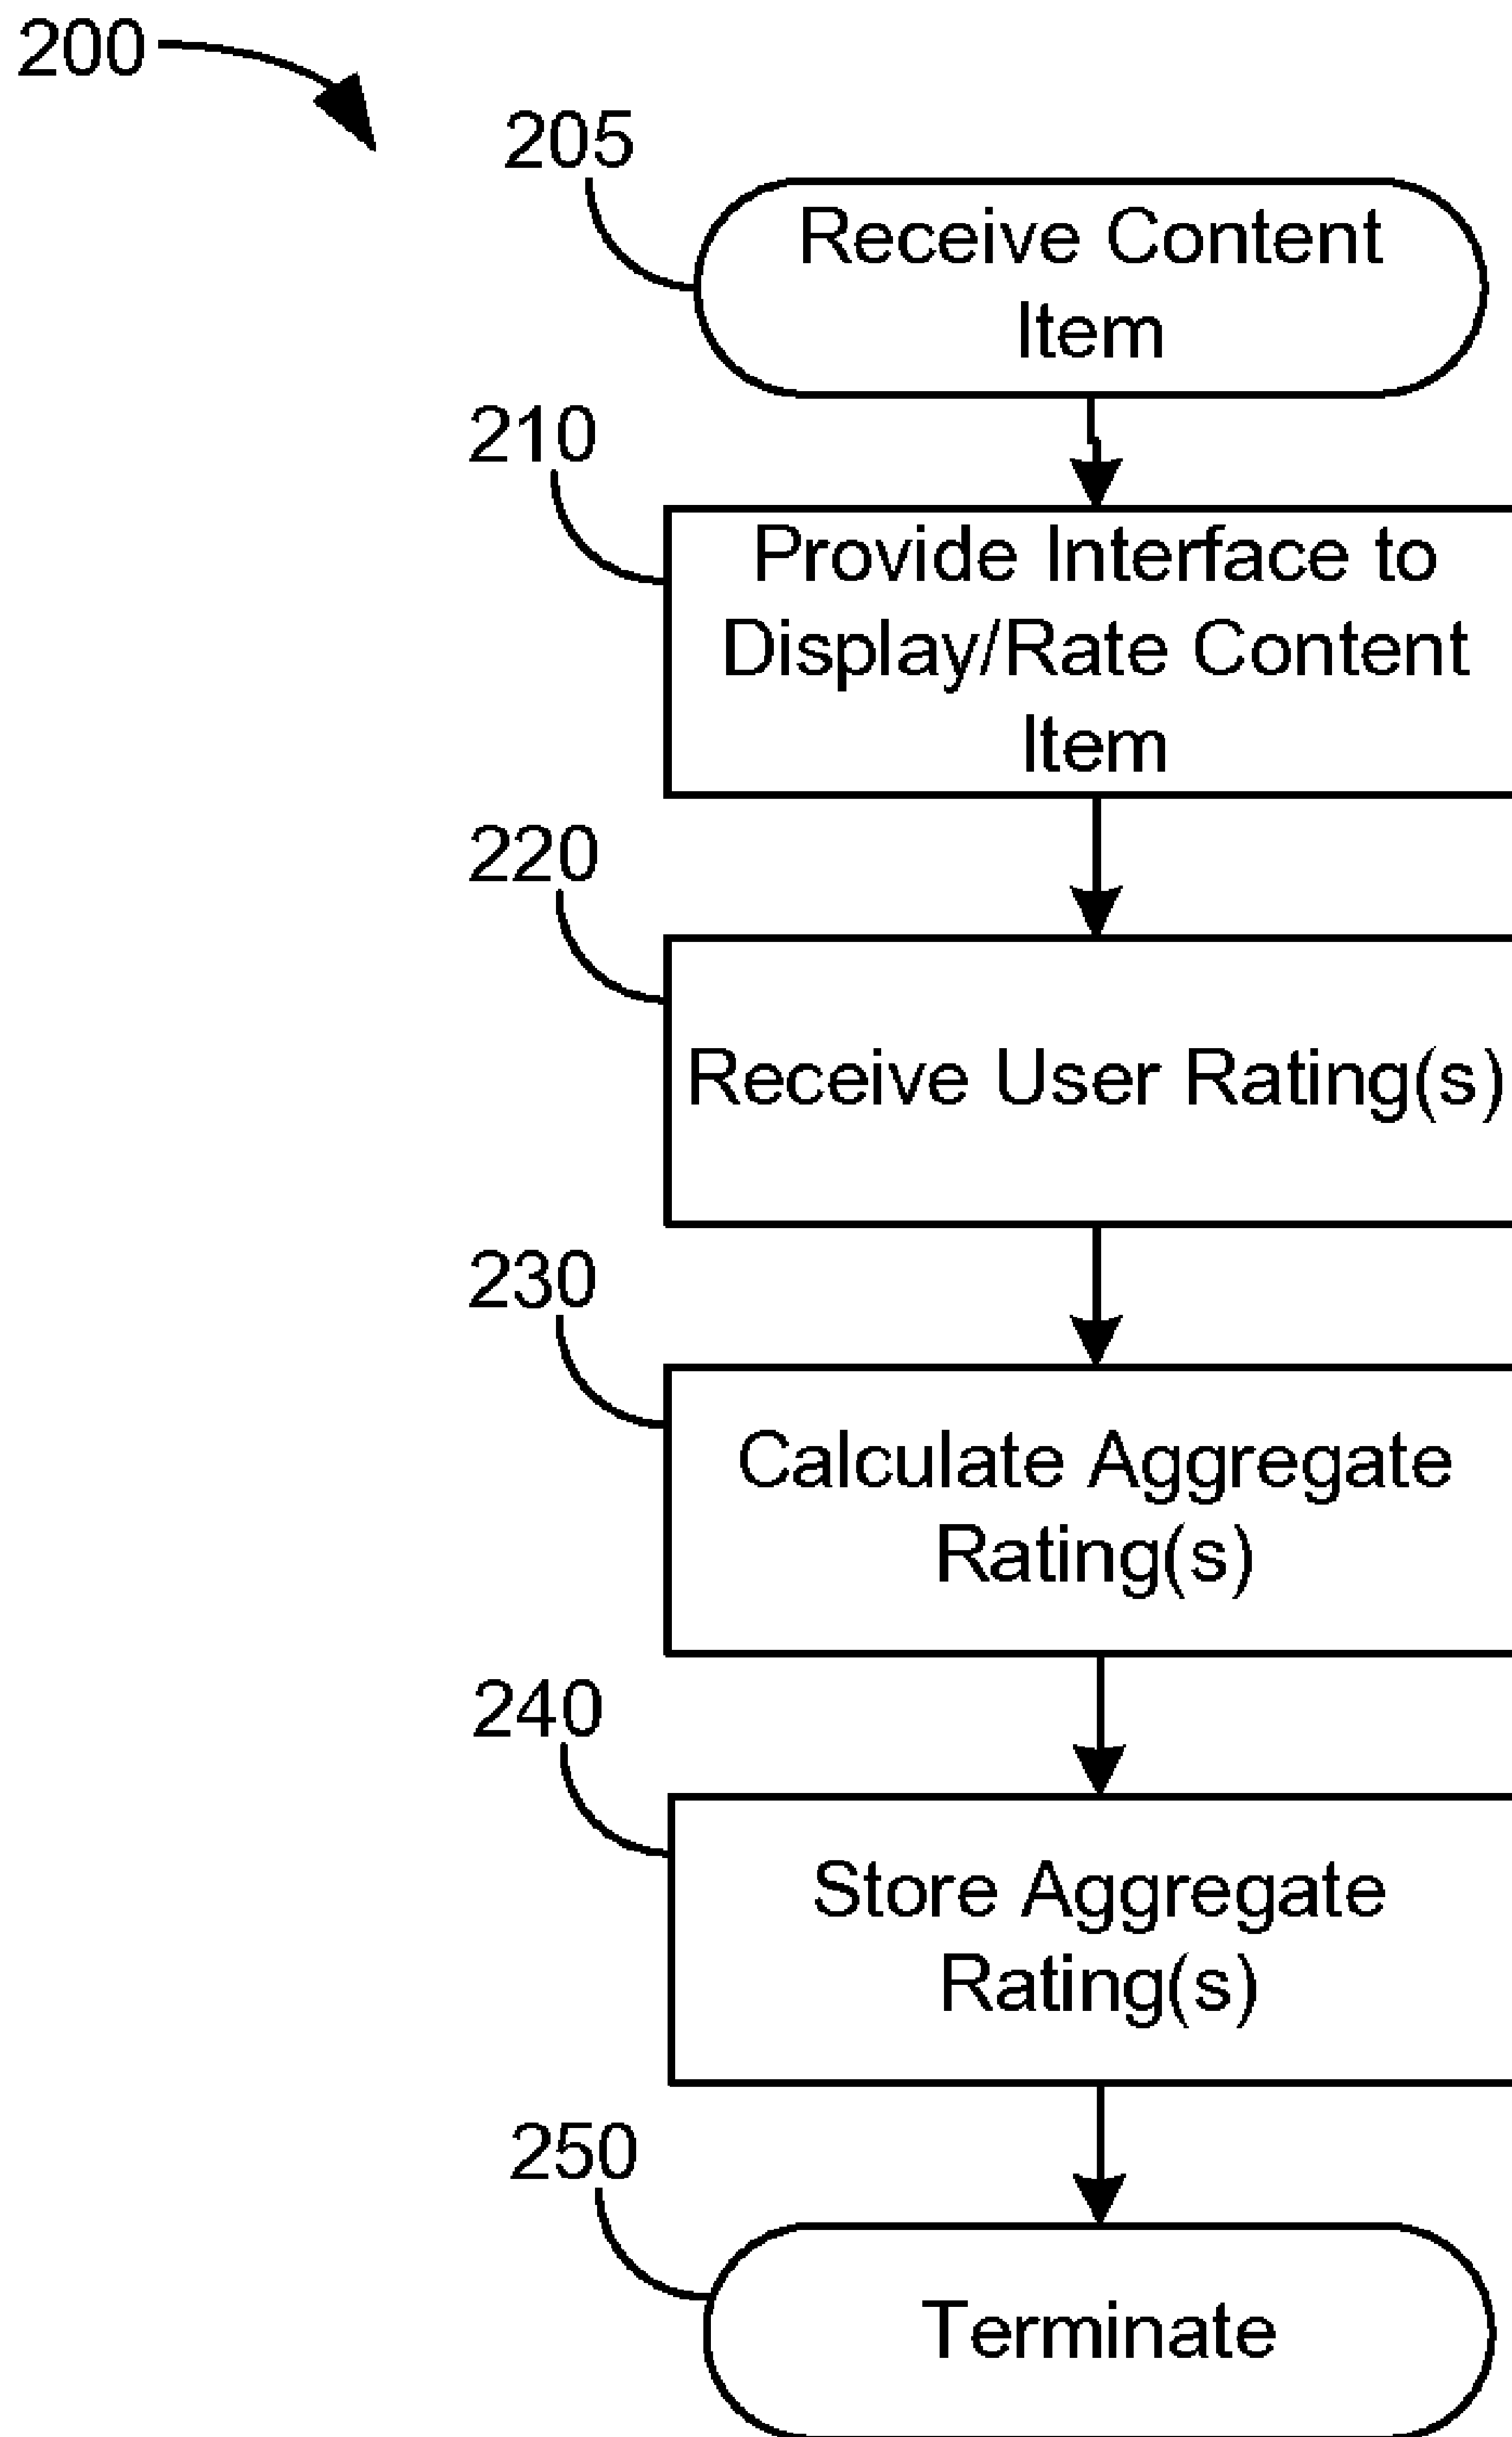 200
205
Receive Content
Item
210
Provide Interface to
Display/Rate Content
Item
220
Receive User Rating(s)
230
Calculate Aggregate
Rating(s)
240
Store Aggregate
Rating(s)
250
Terminate